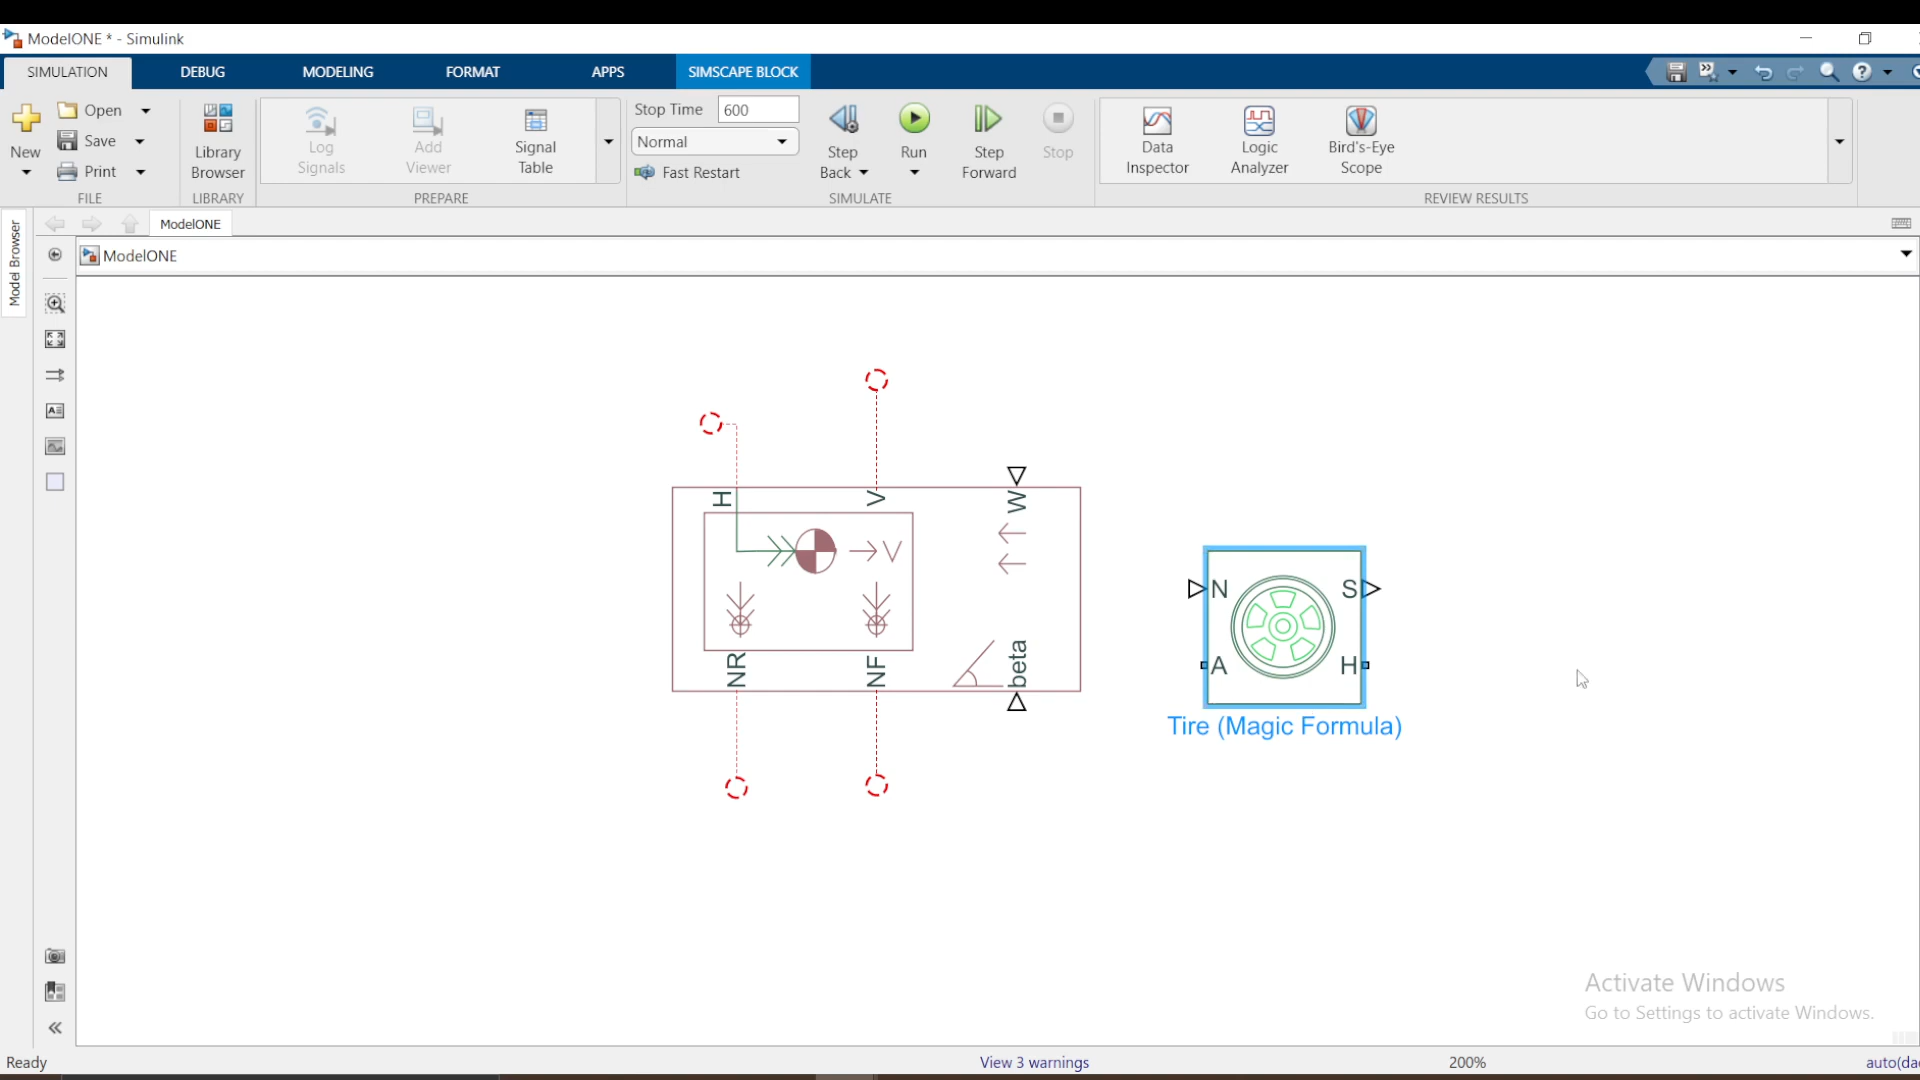 ModelONE * - Simulink
SIMULATION
DEBUG
MODELING
FORMAT
APPS
SIMSCAPE BLOCK
New
Open
Save
Print
FILE
Library
Browser
LIBRARY
Log
Signals
Add
Viewer
Signal
Table
PREPARE
Stop Time 600
Normal
Fast Restart
Step
Back
Run
Step
Forward
Stop
SIMULATE
Data
Inspector
Logic
Analyzer
Bird's-Eye
Scope
REVIEW RESULTS
Model Browser
ModelONE
ModelONE
H
V
W
V
NR
NF
beta
N
S
A
H
Tire (Magic Formula)
Activate Windows
Go to Settings to activate Windows.
Ready
View 3 warnings
200%